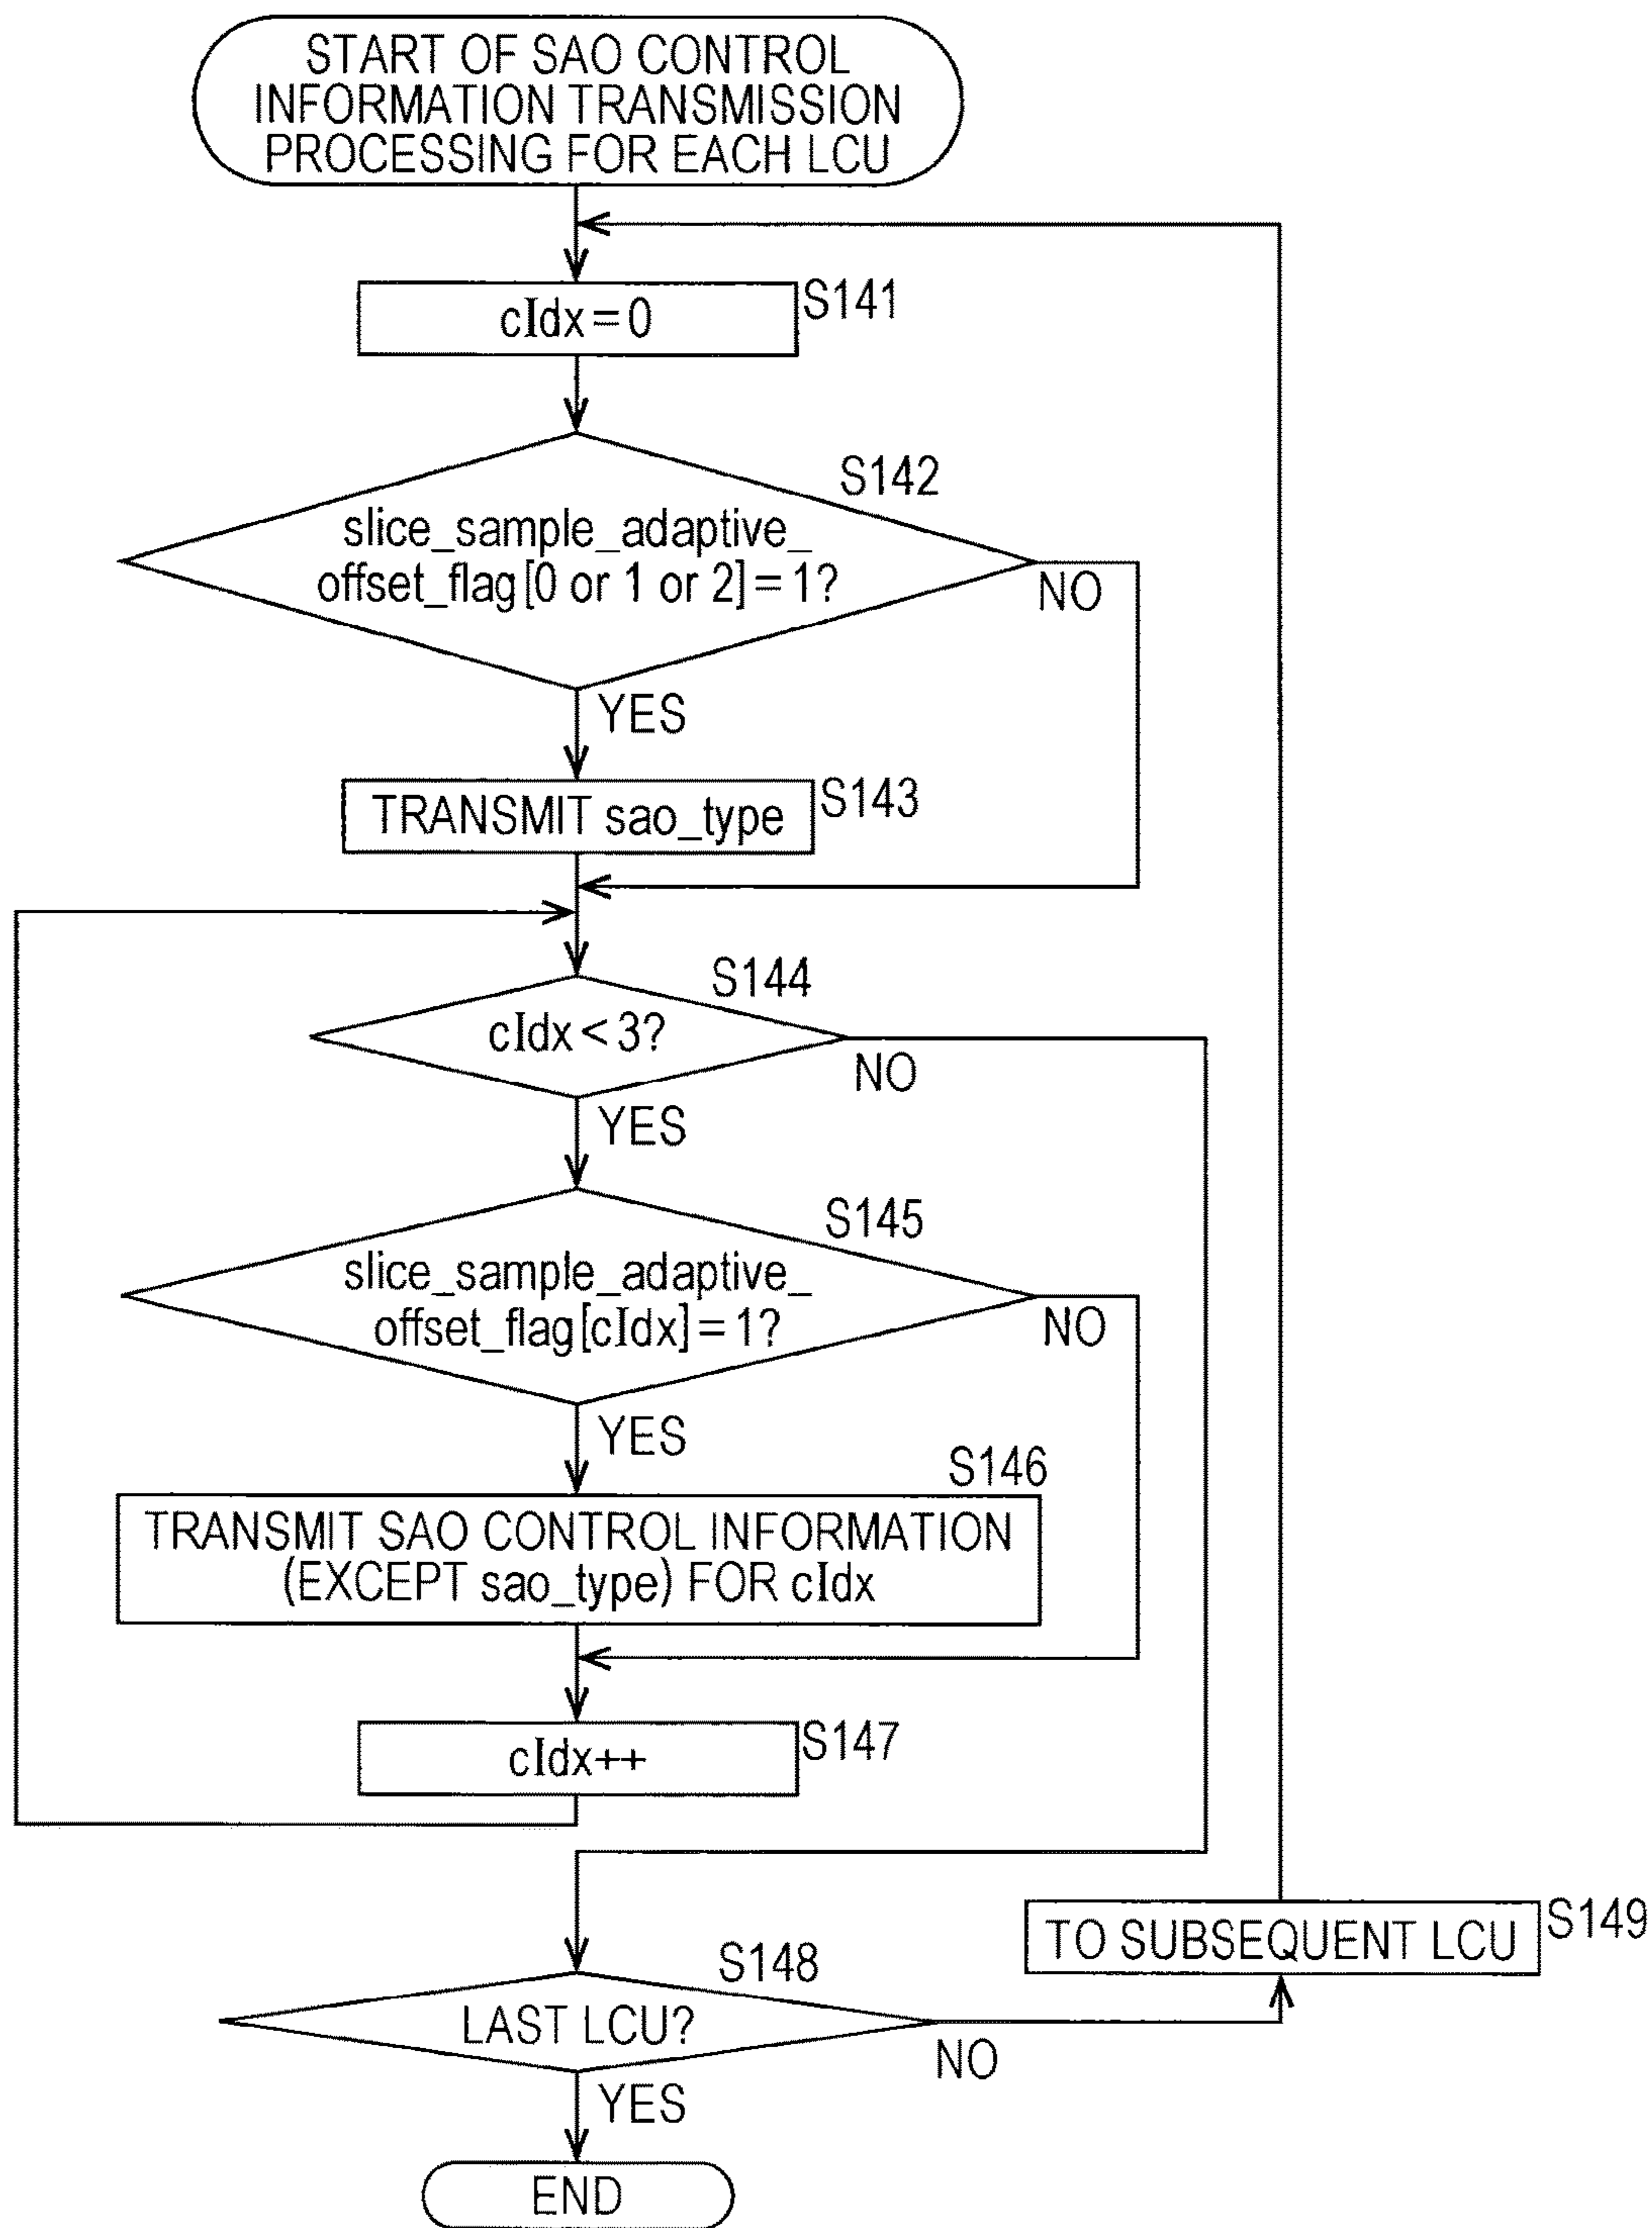 START OF SAO CONTROL
INFORMATION TRANSMISSION
PROCESSING FOR EACH LCU
cIdx=0
S141
S142
slice_sample_adaptive_
offset_flag[0 or 1 or 2]=1?
NO
YES
TRANSMIT sao_type
S143
S144
cIdx<3?
NO
YES
S145
slice_sample_adaptive_
offset_flag[cIdx]=1?
NO
YES
S146
TRANSMIT SAO CONTROL INFORMATION
(EXCEPT sao_type) FOR cIdx
cIdx++
S147
TO SUBSEQUENT LCU
S149
S148
LAST LCU?
NO
YES
END